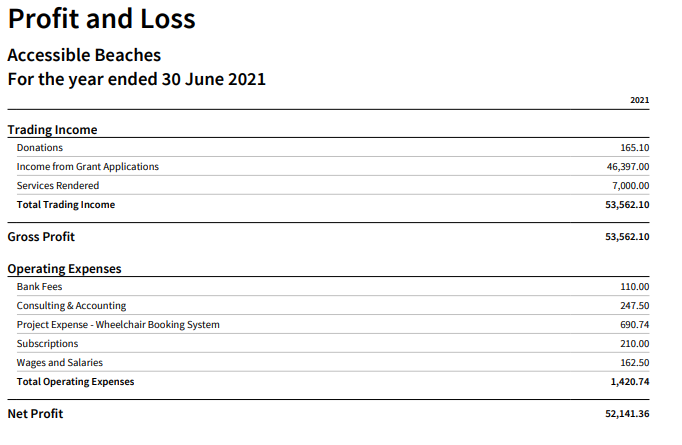 Profit and Loss
Accessible Beaches
For the year ended 30 June 2021
2021
Trading Income
Donations 165.10
Income from Grant Applications 46,397.00
Services Rendered 7,000.00
Total Trading Income 53,562.10
Gross Profit 53,562.10
Operating Expenses
Bank Fees 110.00
Consulting & Accounting 247.50
Project Expense - Wheelchair Booking System 690.74
Subscriptions 210.00
Wages and Salaries 162.50
Total Operating Expenses 1,420.74
Net Profit 52,141.36